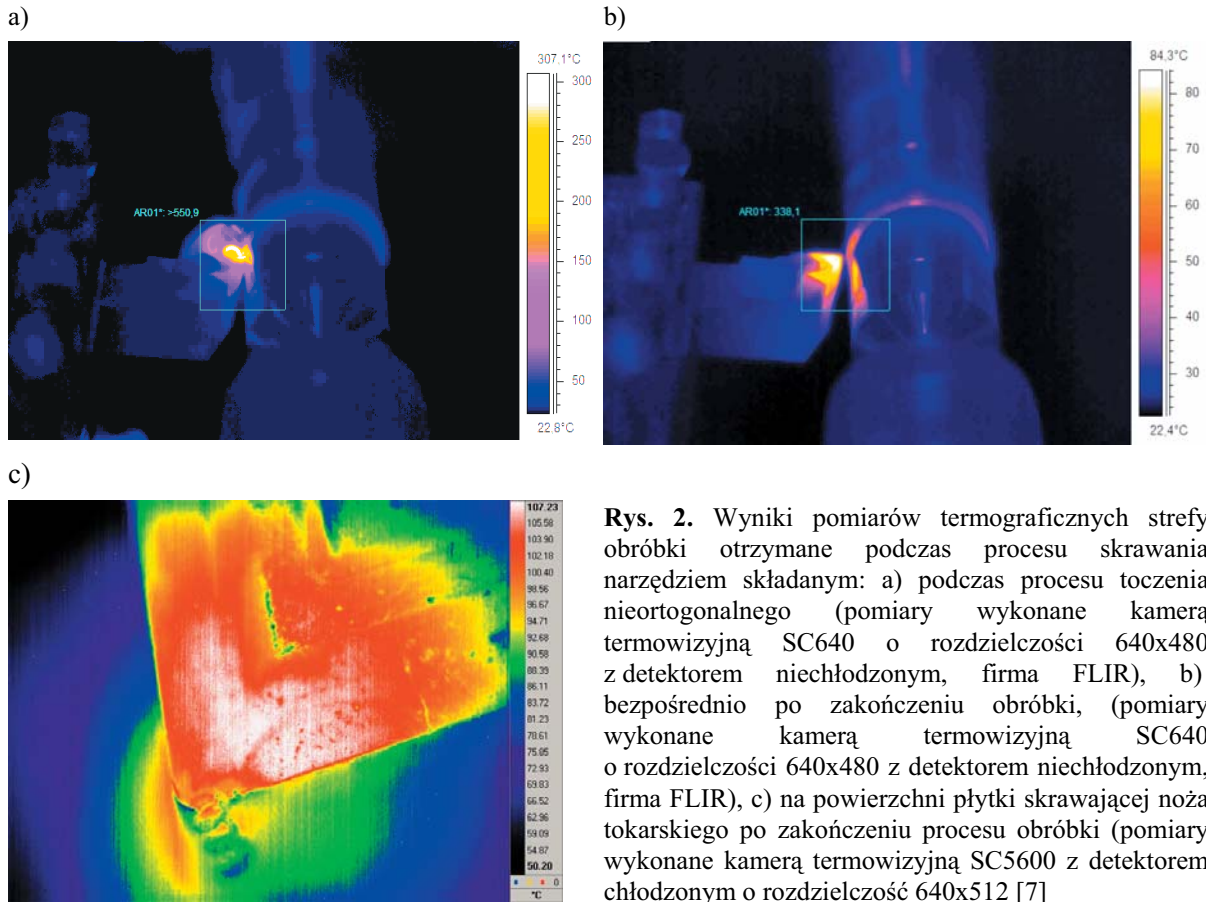 a)
b)
307,1°C
300
250
200
150
100
50
22,8°C
AR01*: >550,9
84,3°C
80
70
60
50
40
30
22,4°C
AR01*: 338,1
c)
107.23
105.58
103.90
102.18
100.40
98.56
96.67
94.71
92.68
90.58
88.39
86.11
83.72
81.23
78.61
75.85
72.93
69.83
66.52
62.96
59.09
54.87
50.20
0
°C
Rys. 2. Wyniki pomiarów termograficznych strefy
obróbki otrzymane podczas procesu skrawania
narzędziem składanym: a) podczas procesu toczenia
nieortogonalnego (pomiary wykonane kamerą
termowizyjną SC640 o rozdzielczości 640x480
z detektorem niechłodzonym, firma FLIR), b)
bezpośrednio po zakończeniu obróbki, (pomiary
wykonane kamerą termowizyjną SC640
o rozdzielczości 640x480 z detektorem niechłodzonym,
firma FLIR), c) na powierzchni płytki skrawającej noża
tokarskiego po zakończeniu procesu obróbki (pomiary
wykonane kamerą termowizyjną SC5600 z detektorem
chłodzonym o rozdzielczość 640x512 [7]